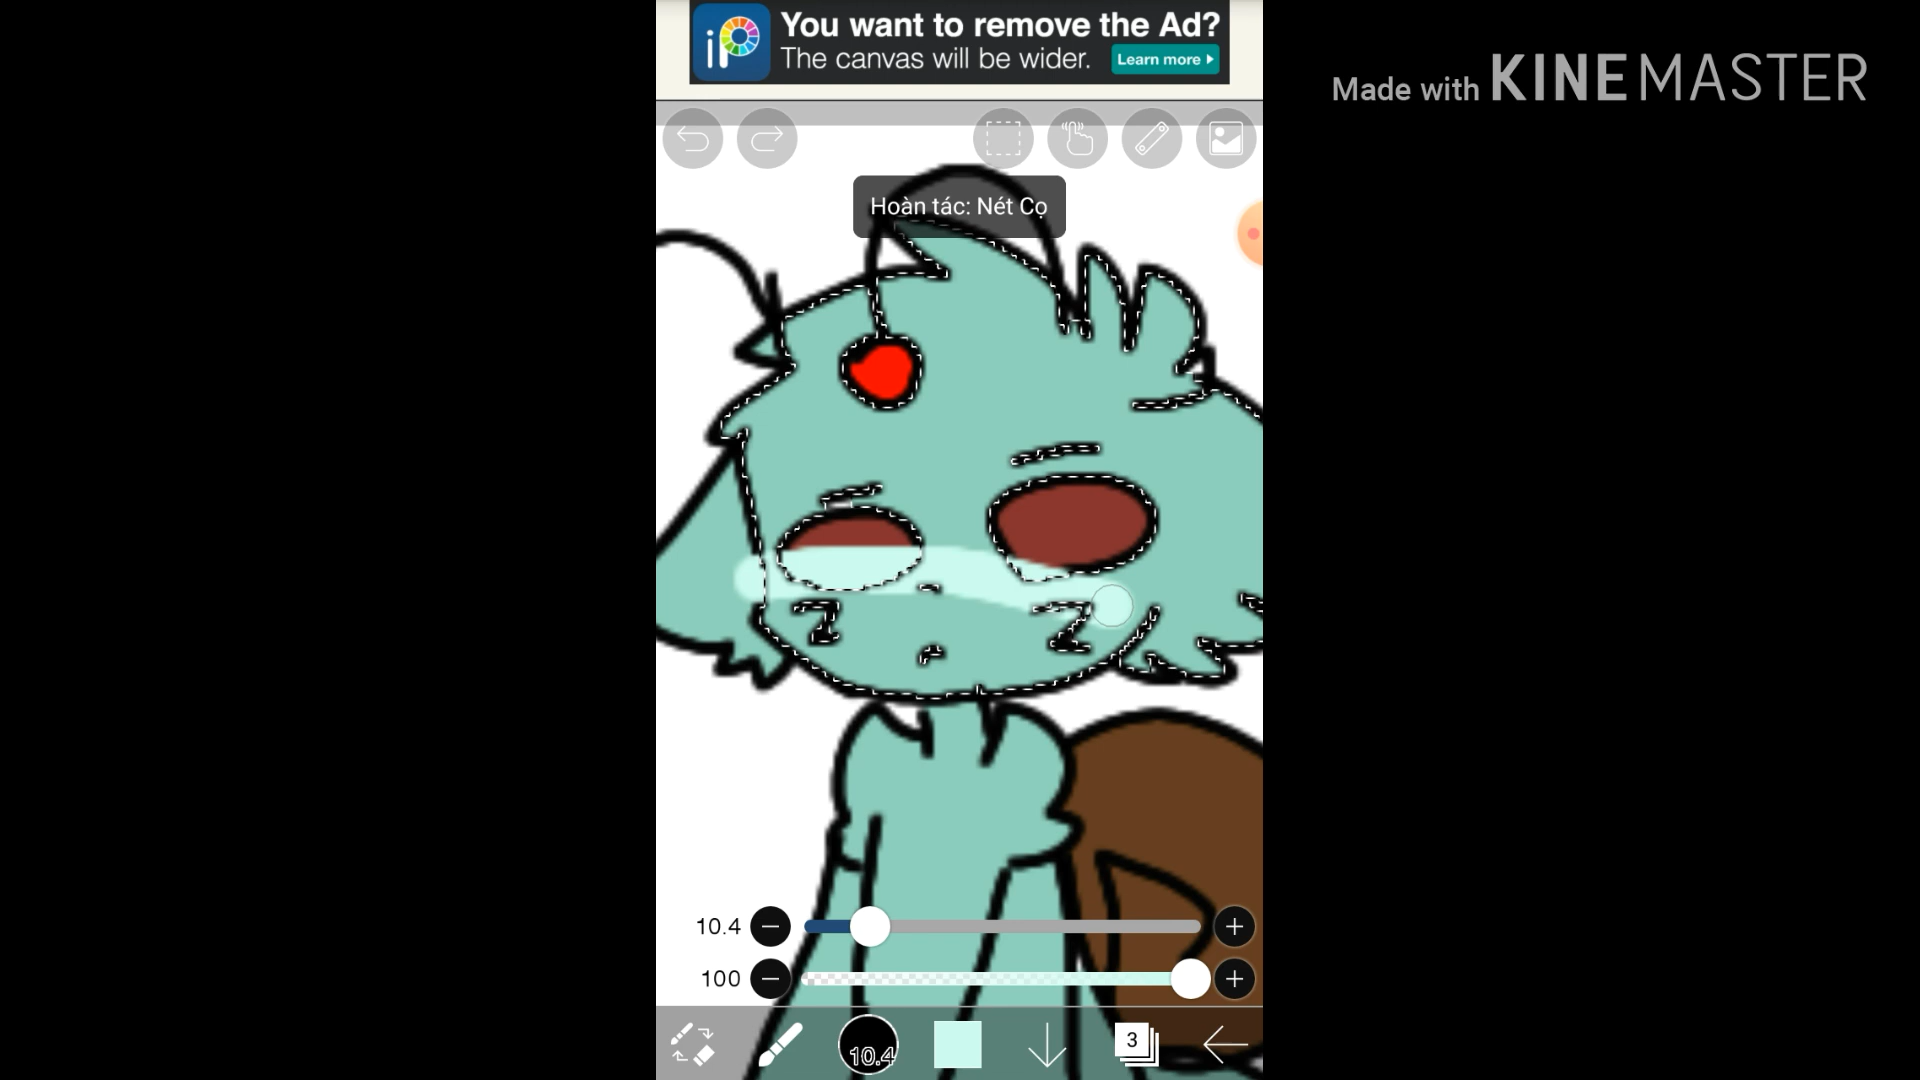 iP
You want to remove the Ad?
The canvas will be wider.
Learn more
Made with KINEMASTER
Hoàn tác: Nét Cọ
10.4
100
10.4
3